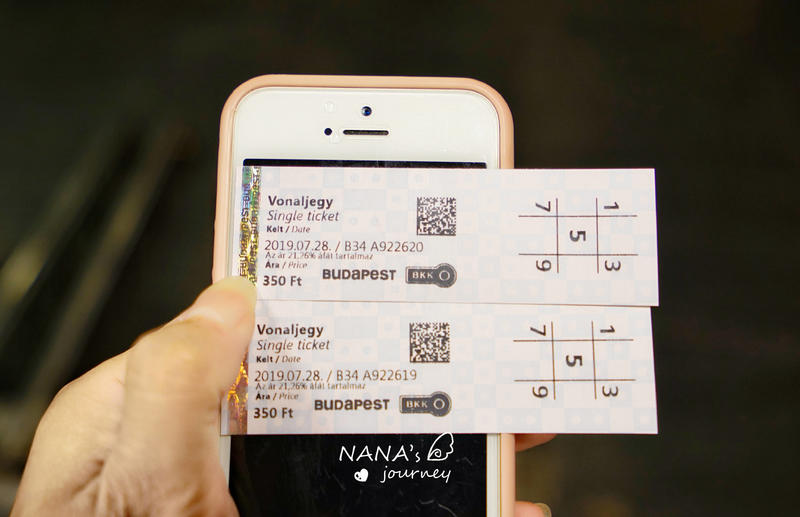 Vonaljegy
Single ticket
Kelt / Date
2019.07.28. / B34 A922620
Az ár 21,26% áfát tartalmaz
Ára / Price
350 Ft
BUDAPEST BKK
7 1
5
9 3
Vonaljegy
Single ticket
Kelt / Date
2019.07.28. / B34 A922619
Az ár 21,26% áfát tartalmaz
Ára / Price
350 Ft
BUDAPEST BKK
7 1
5
9 3
NANA's
journey